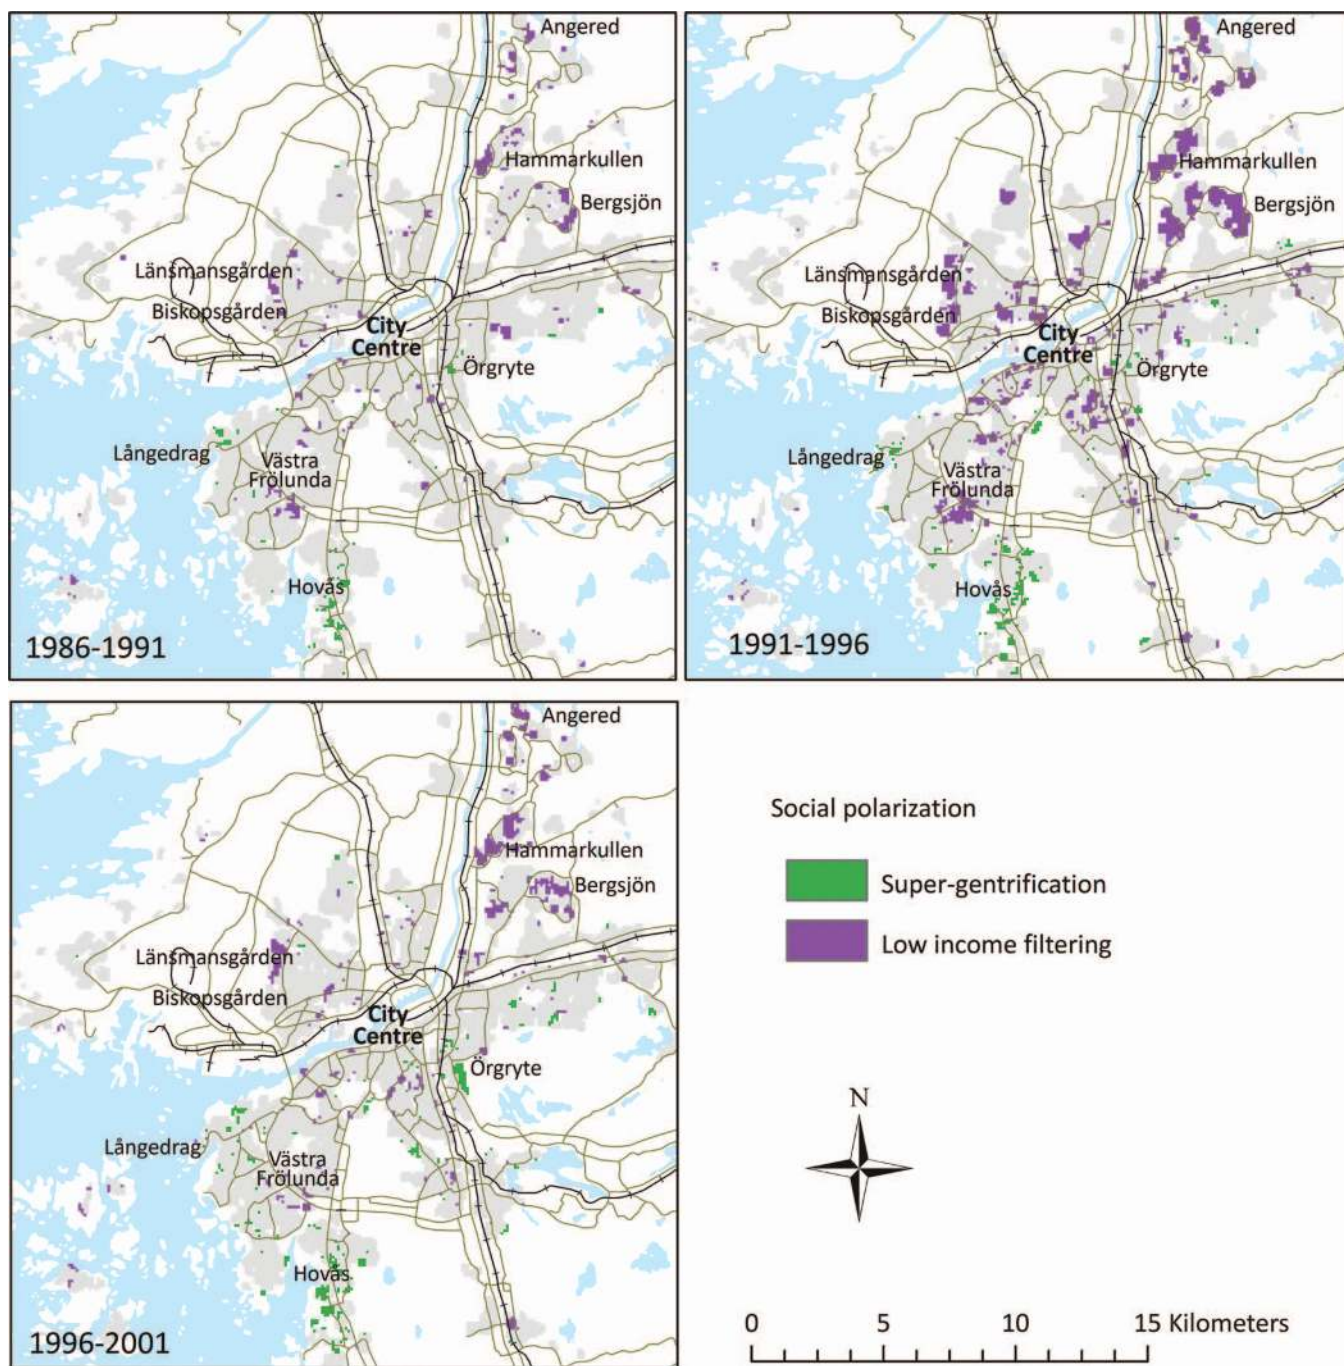 Angered
Hammarkullen
Bergsjön
Länsmansgården
Biskopsgården
City
Centre
Örgryte
Långedrag
Västra
Frölunda
Hovås
1986-1991
Angered
Hammarkullen
Bergsjön
Länsmansgården
Biskopsgården
City
Centre
Örgryte
Långedrag
Västra
Frölunda
Hovås
1991-1996
Angered
Hammarkullen
Bergsjön
Länsmansgården
Biskopsgården
City
Centre
Örgryte
Långedrag
Västra
Frölunda
Hovås
1996-2001
Social polarization
Super-gentrification
Low income filtering
N
0 5 10 15 Kilometers